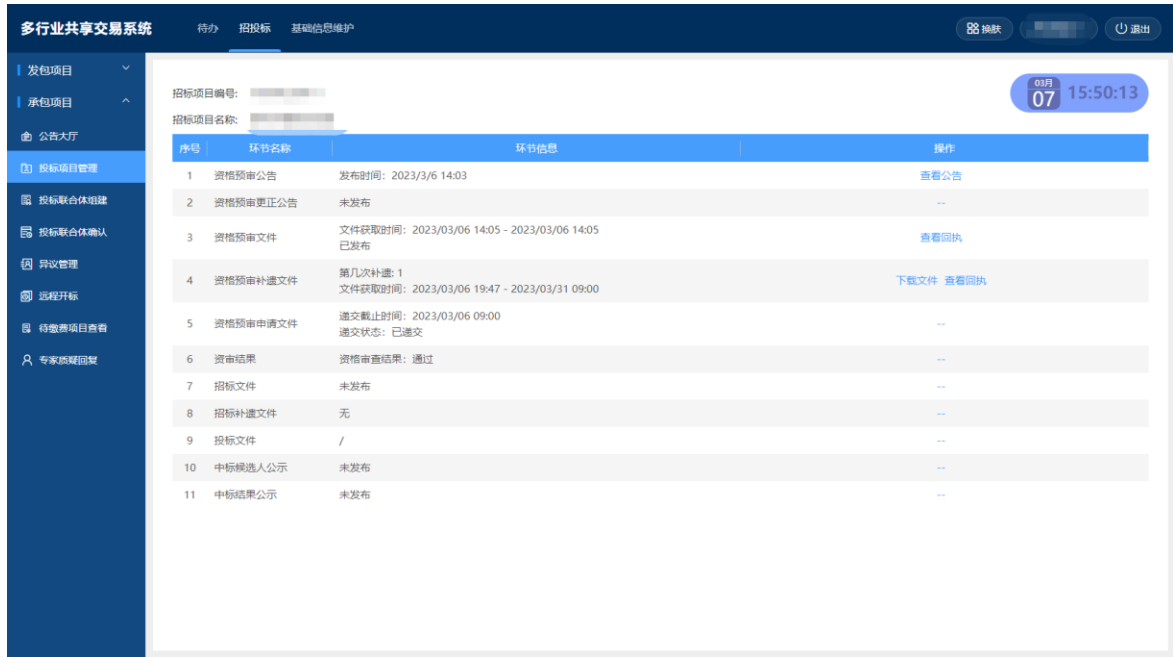 多行业共享交易系统 待办 招投标 基础信息维护 换肤 退出
发包项目
承包项目
公告大厅
投标项目管理
投标联合体组建
投标联合体确认
异议管理
远程开标
待缴费项目查看
专家质疑回复
03月
07 15:50:13
招标项目编号:
招标项目名称:
序号 环节名称 环节信息 操作
1 资格预审公告 发布时间：2023/3/6 14:03 查看公告
2 资格预审更正公告 未发布 --
3 资格预审文件 文件获取时间：2023/03/06 14:05 - 2023/03/06 14:05 查看回执
已发布
4 资格预审补遗文件 第几次补遗: 1 下载文件 查看回执
文件获取时间：2023/03/06 19:47 - 2023/03/31 09:00
5 资格预审申请文件 递交截止时间：2023/03/06 09:00 --
递交状态：已递交
6 资审结果 资格审查结果：通过 --
7 招标文件 未发布 --
8 招标补遗文件 无 --
9 投标文件 / --
10 中标候选人公示 未发布 --
11 中标结果公示 未发布 --